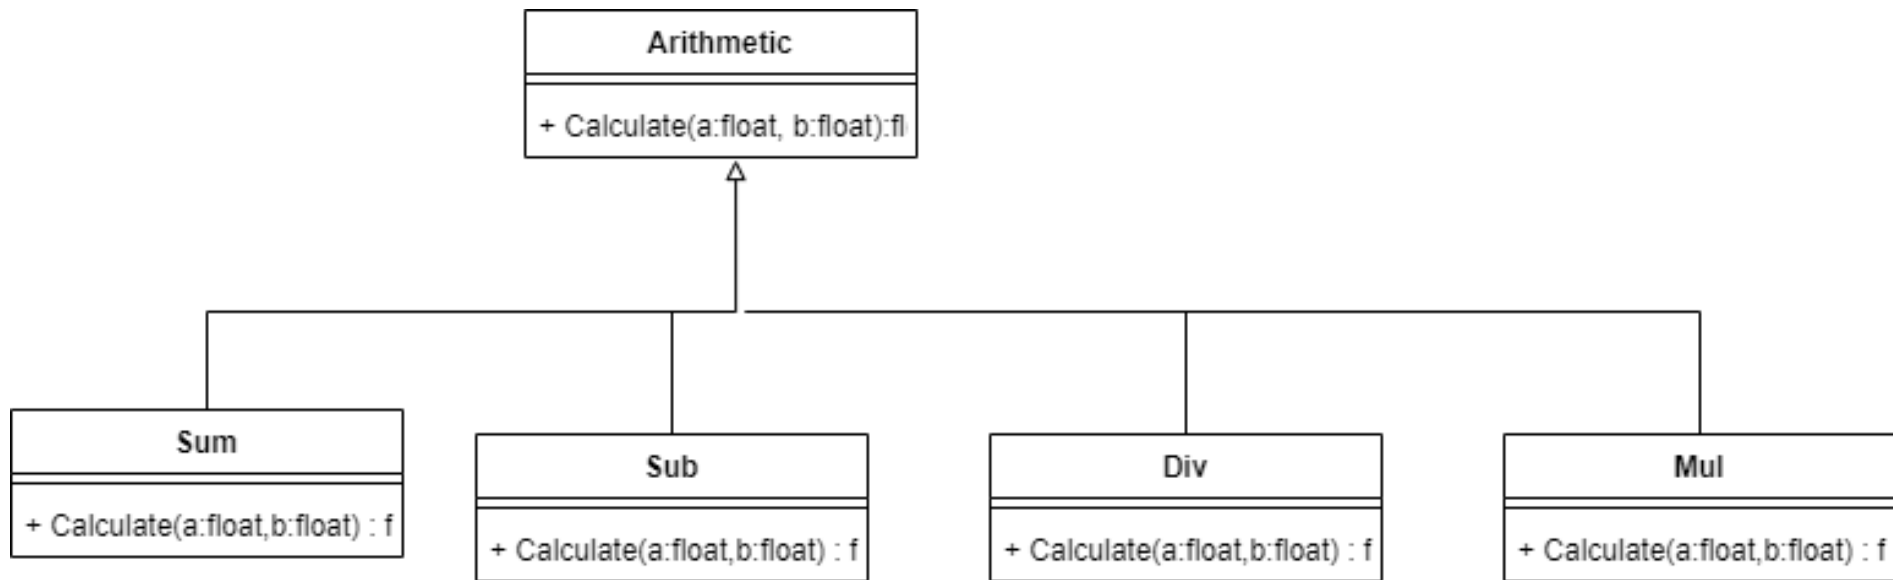 Arithmetic
+ Calculate(a:float, b:float):fl
Sum
+ Calculate(a:float,b:float) : f
Sub
+ Calculate(a:float,b:float) : f
Div
+ Calculate(a:float,b:float) : f
Mul
+ Calculate(a:float,b:float) : f